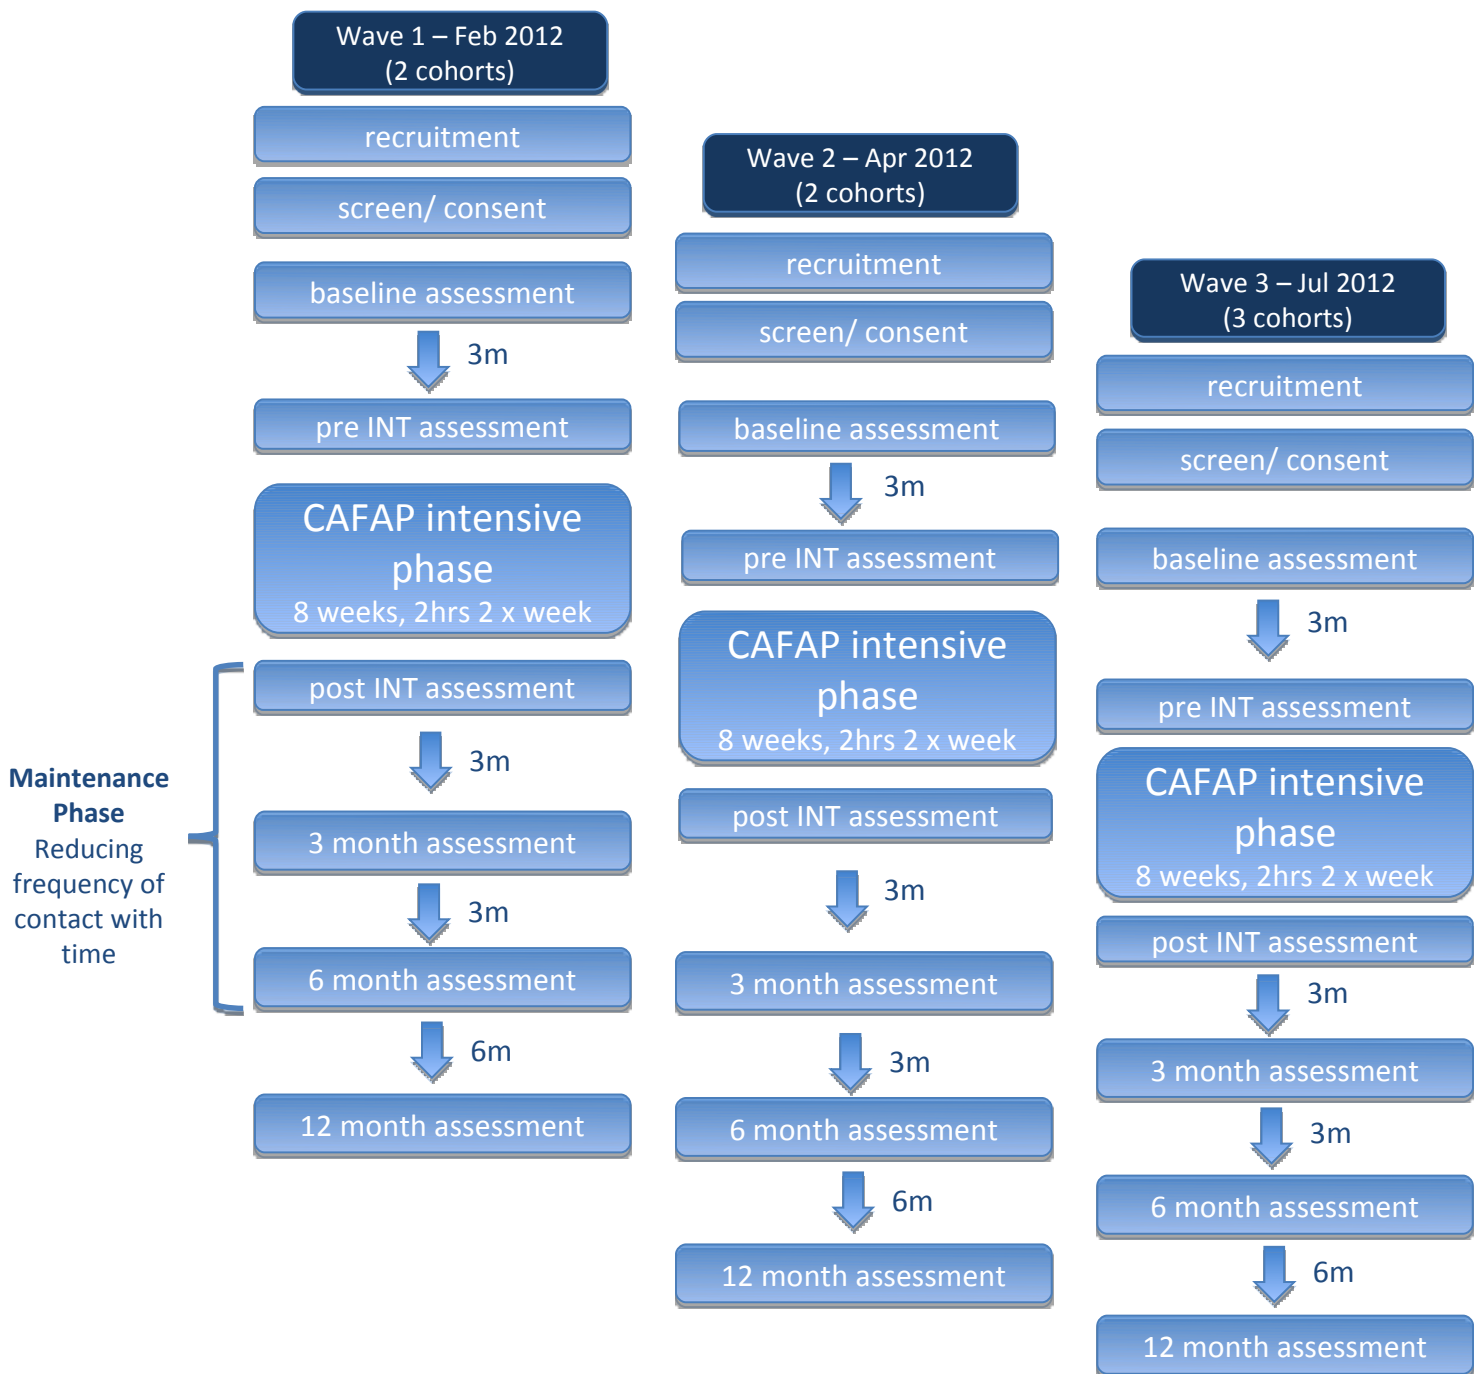 Wave 1 – Feb 2012
(2 cohorts)
recruitment
screen/ consent
baseline assessment
3m
pre INT assessment
CAFAP intensive
phase
8 weeks, 2hrs 2 x week
post INT assessment
3m
3 month assessment
3m
6 month assessment
6m
12 month assessment
Maintenance
Phase
Reducing
frequency of
contact with
time
Wave 2 – Apr 2012
(2 cohorts)
recruitment
screen/ consent
baseline assessment
3m
pre INT assessment
CAFAP intensive
phase
8 weeks, 2hrs 2 x week
post INT assessment
3m
3 month assessment
3m
6 month assessment
6m
12 month assessment
Wave 3 – Jul 2012
(3 cohorts)
recruitment
screen/ consent
baseline assessment
3m
pre INT assessment
CAFAP intensive
phase
8 weeks, 2hrs 2 x week
post INT assessment
3m
3 month assessment
3m
6 month assessment
6m
12 month assessment